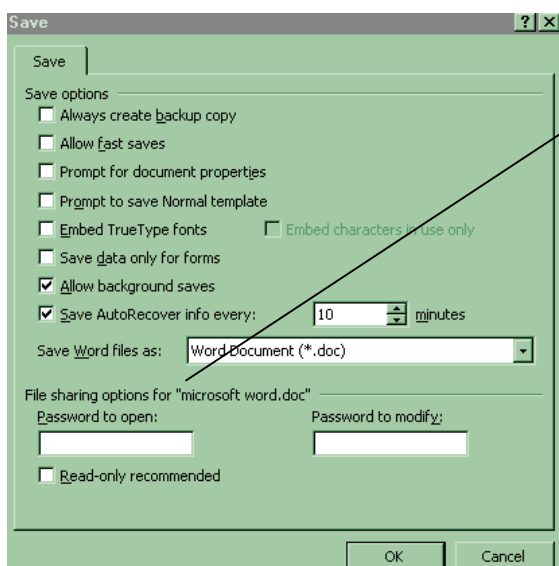 Save ? X
Save
Save options
Always create backup copy
Allow fast saves
Prompt for document properties
Prompt to save Normal template
Embed TrueType fonts Embed characters in use only
Save data only for forms
Allow background saves
Save AutoRecover info every: 10 minutes
Save Word files as: Word Document (*.doc)
File sharing options for "microsoft word.doc"
Password to open: Password to modify:
Read-only recommended
OK Cancel